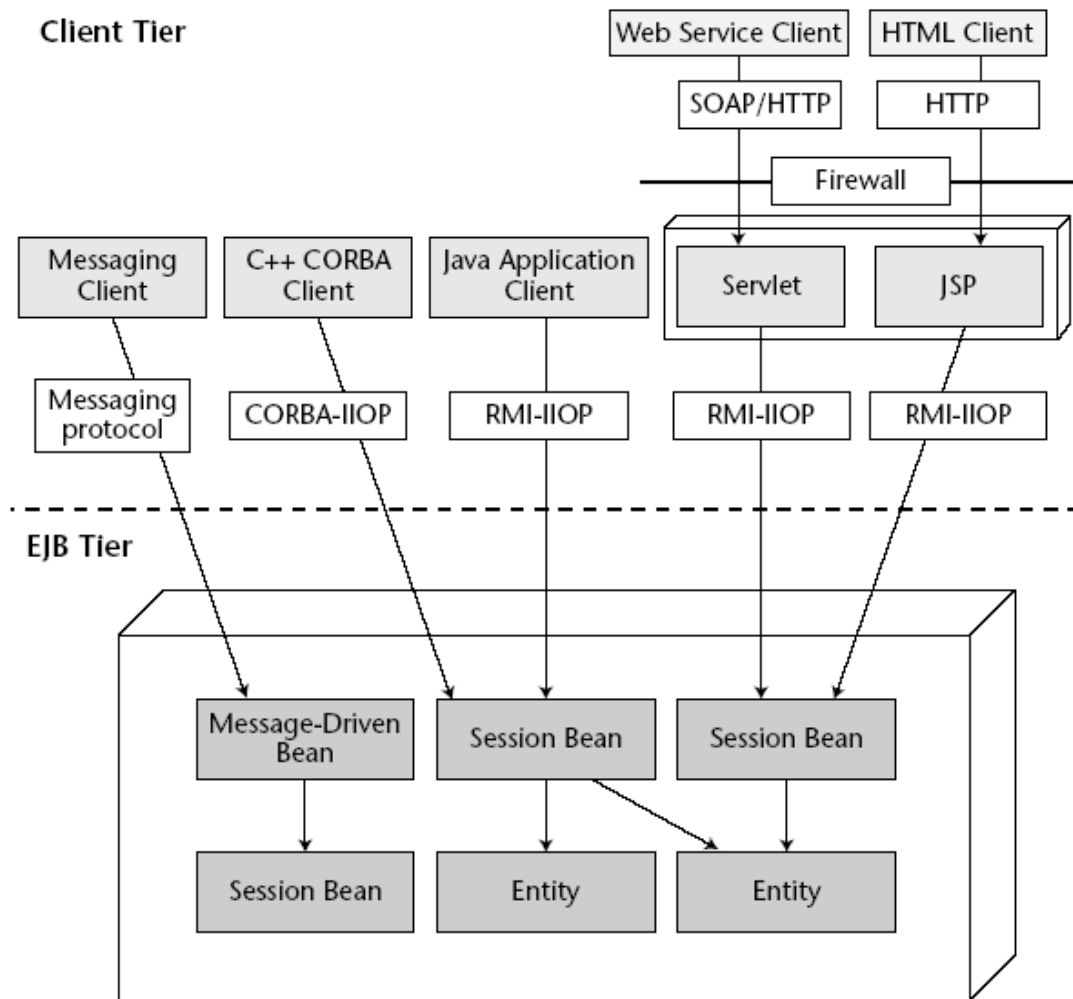 Client Tier
Web Service Client
HTML Client
SOAP/HTTP
HTTP
Firewall
Messaging
Client
C++ CORBA
Client
Java Application
Client
Servlet
JSP
Messaging
protocol
CORBA-IIOP
RMI-IIOP
RMI-IIOP
RMI-IIOP
EJB Tier
Message-Driven
Bean
Session Bean
Session Bean
Session Bean
Entity
Entity